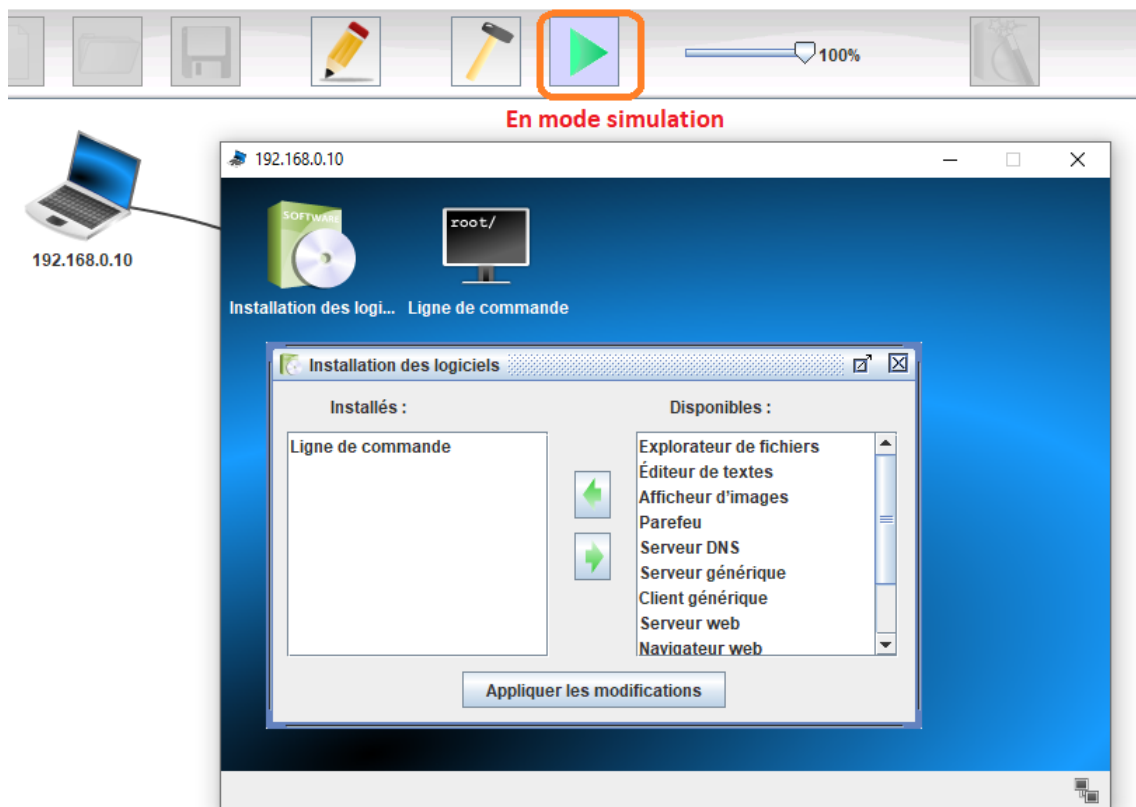 100%
En mode simulation
192.168.0.10
192.168.0.10
SOFTWARE
root/
Installation des logi... Ligne de commande
Installation des logiciels
Installés : Disponibles :
Ligne de commande
Explorateur de fichiers
Éditeur de textes
Afficheur d'images
Parefeu
Serveur DNS
Serveur générique
Client générique
Serveur web
Navigateur web
Appliquer les modifications